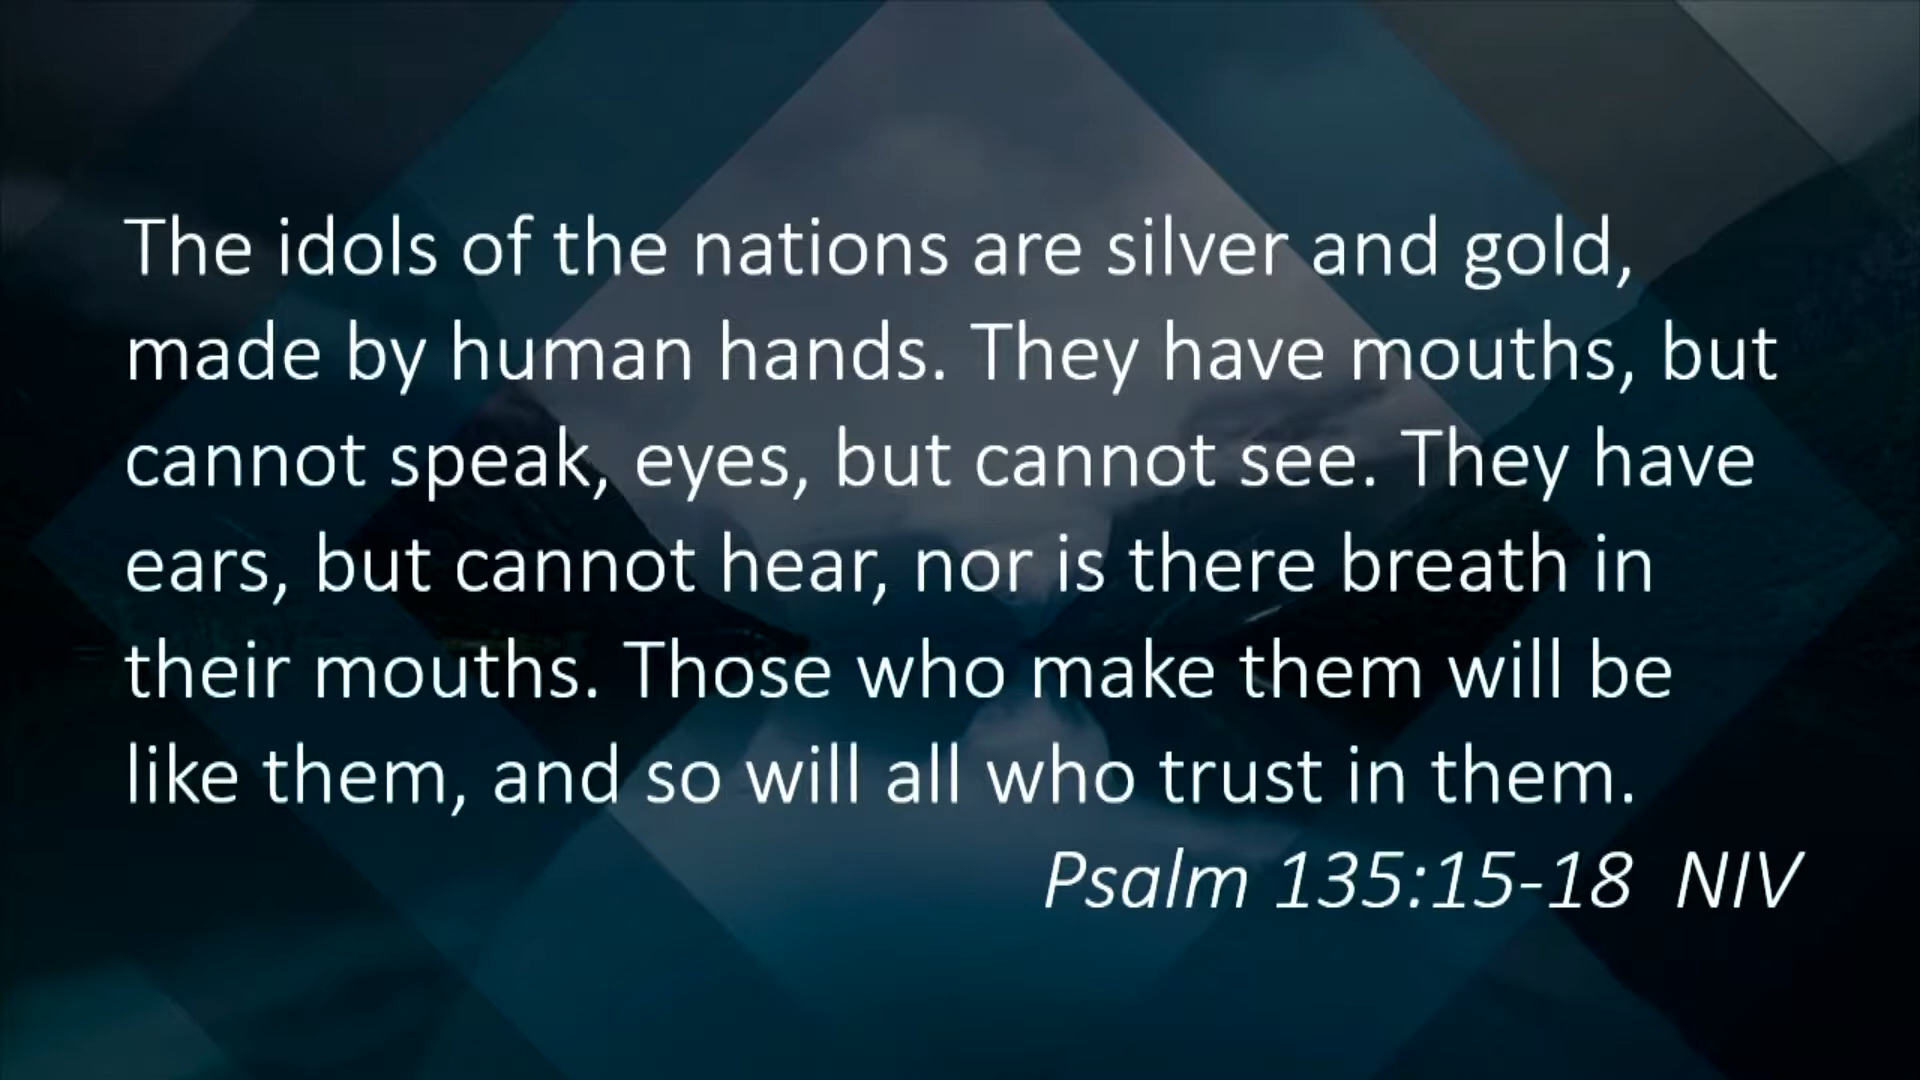 The idols of the nations are silver and gold,
made by human hands. They have mouths, but
cannot speak, eyes, but cannot see. They have
ears, but cannot hear, nor is there breath in
their mouths. Those who make them will be
like them, and so will all who trust in them.
Psalm 135:15-18  NIV